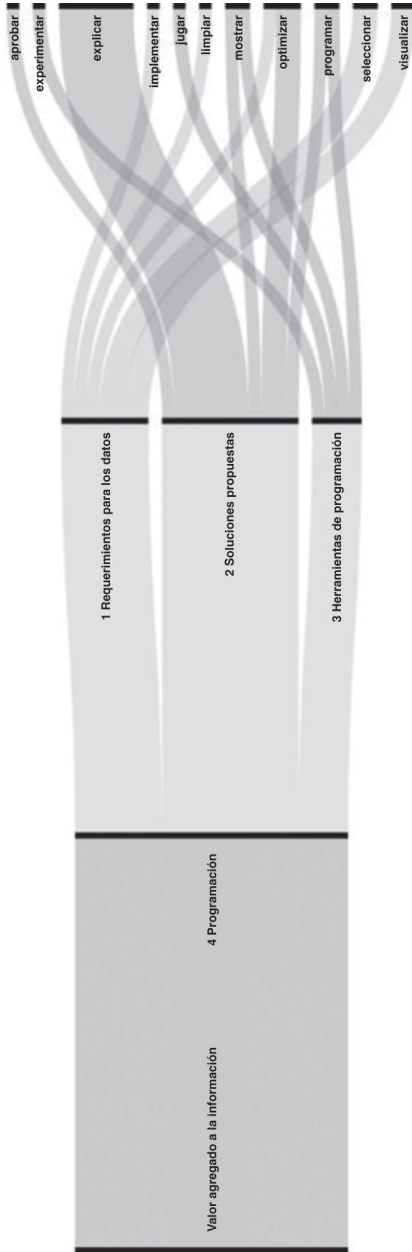 aprobar
experimentar
explicar
implementar
jugar
limpiar
mostrar
optimizar
programar
seleccionar
visualizar
1 Requerimientos para los datos
2 Soluciones propuestas
3 Herramientas de programación
4 Programación
Valor agregado a la información